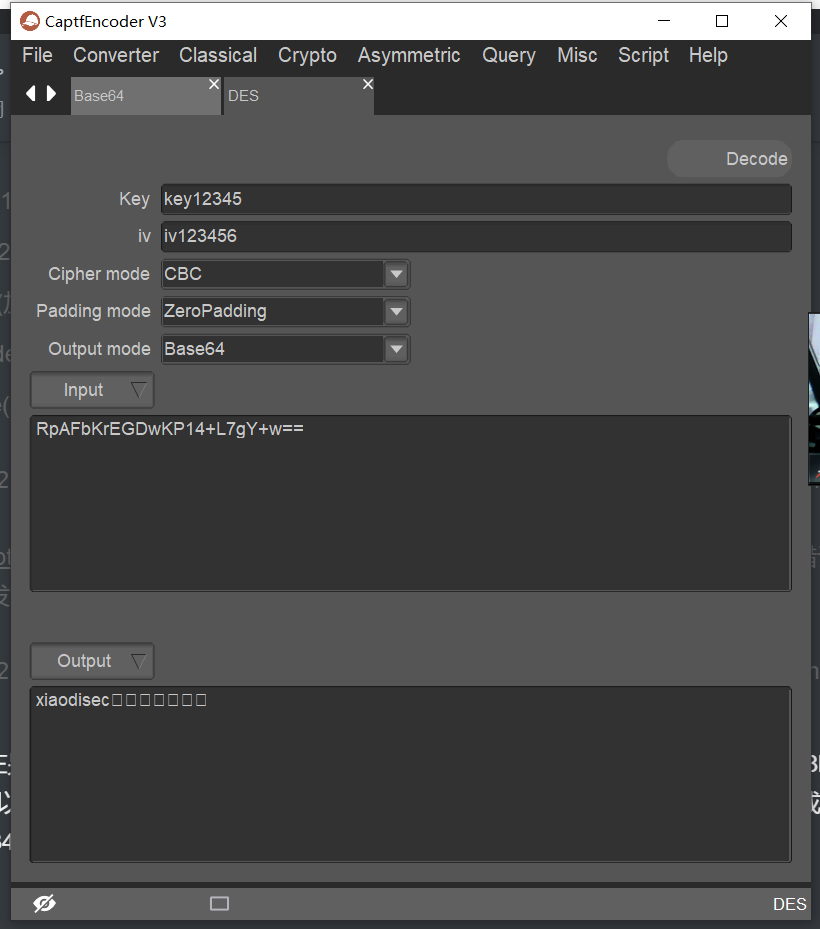 CaptfEncoder V3
File Converter Classical Crypto Asymmetric Query Misc Script Help
Base64 DES
Decode
Key key12345
iv iv123456
Cipher mode CBC
Padding mode ZeroPadding
Output mode Base64
Input
RpAFbKrEGDwKP14+L7gY+w==
Output
xiaodisec
DES